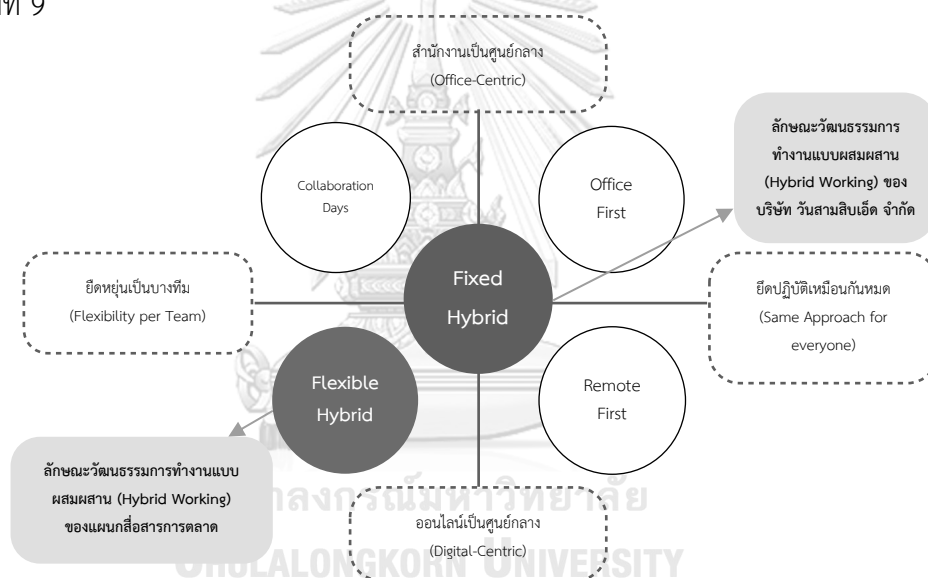 ที่ 9
สำนักงานเป็นศูนย์กลาง
(Office-Centric)
ลักษณะวัฒนธรรมการ
ทำงานแบบผสมผสาน
(Hybrid Working) ของ
บริษัท วันสามสิบเอ็ด จำกัด
Collaboration
Days
Office
First
Fixed
Hybrid
ยืดหยุ่นเป็นบางทีม
(Flexibility per Team)
ยึดปฏิบัติเหมือนกันหมด
(Same Approach for
everyone)
Flexible
Hybrid
Remote
First
ลักษณะวัฒนธรรมการทำงานแบบ
ผสมผสาน (Hybrid Working)
ของแผนกสื่อสารการตลาด
ออนไลน์เป็นศูนย์กลาง
(Digital-Centric)
ลงกรณ์มหาวิทยาลัย
CHULALONGKORN UNIVERSITY